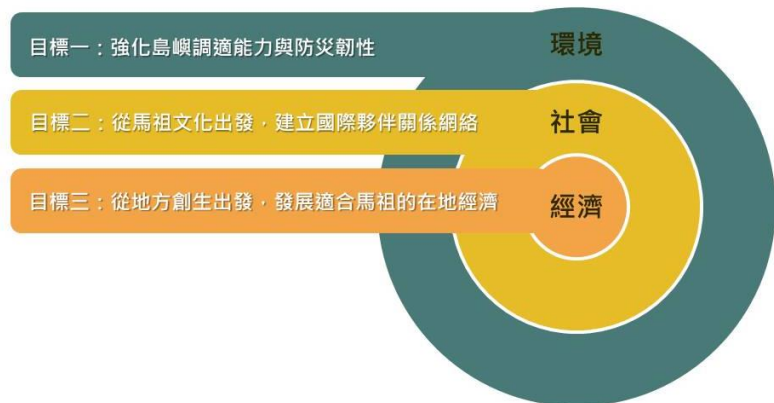 目標一：強化島嶼調適能力與防災韌性
環境
目標二：從馬祖文化出發，建立國際夥伴關係網絡
社會
目標三：從地方創生出發，發展適合馬祖的在地經濟
經濟